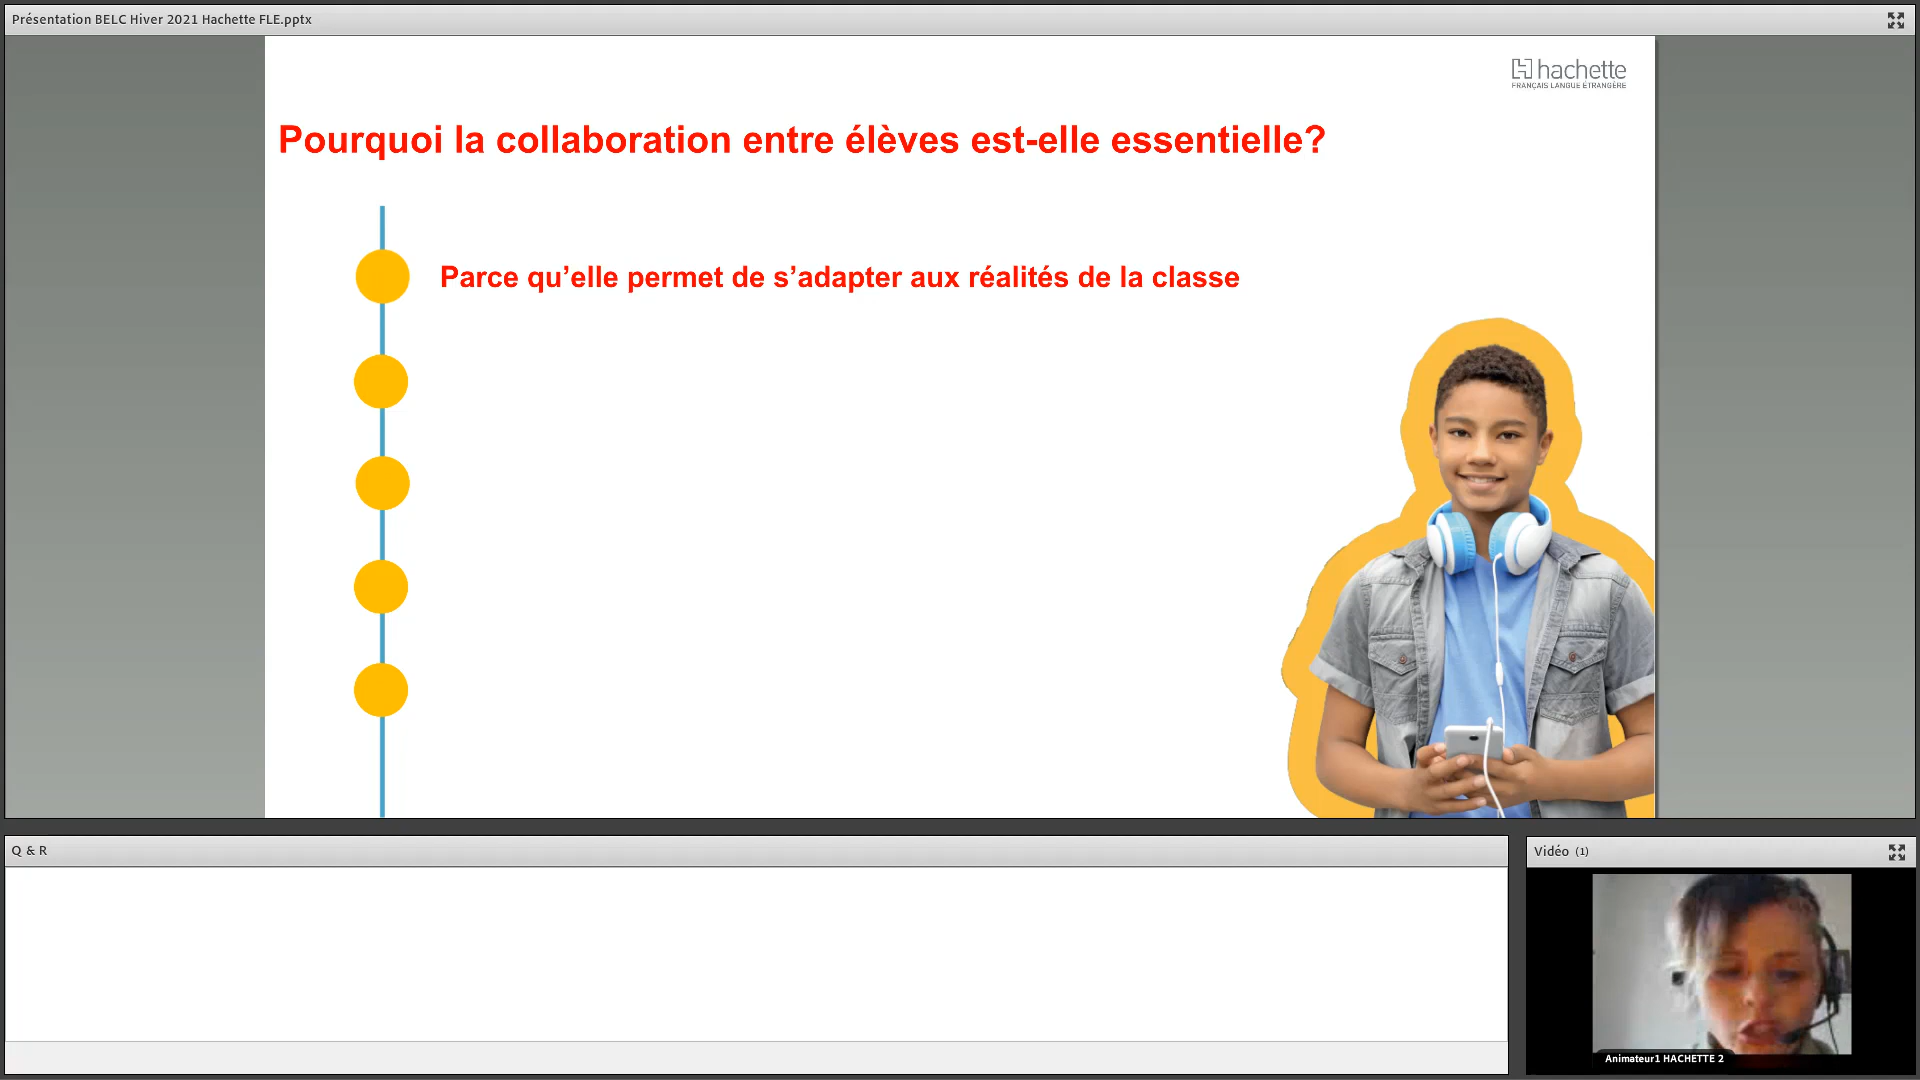 Présentation BELC Hiver 2021 Hachette FLE.pptx
hachette
FRANÇAIS LANGUE ÉTRANGÈRE
Pourquoi la collaboration entre élèves est-elle essentielle?
Parce qu’elle permet de s’adapter aux réalités de la classe
Q & R
Vidéo (1)
Animateur1 HACHETTE 2